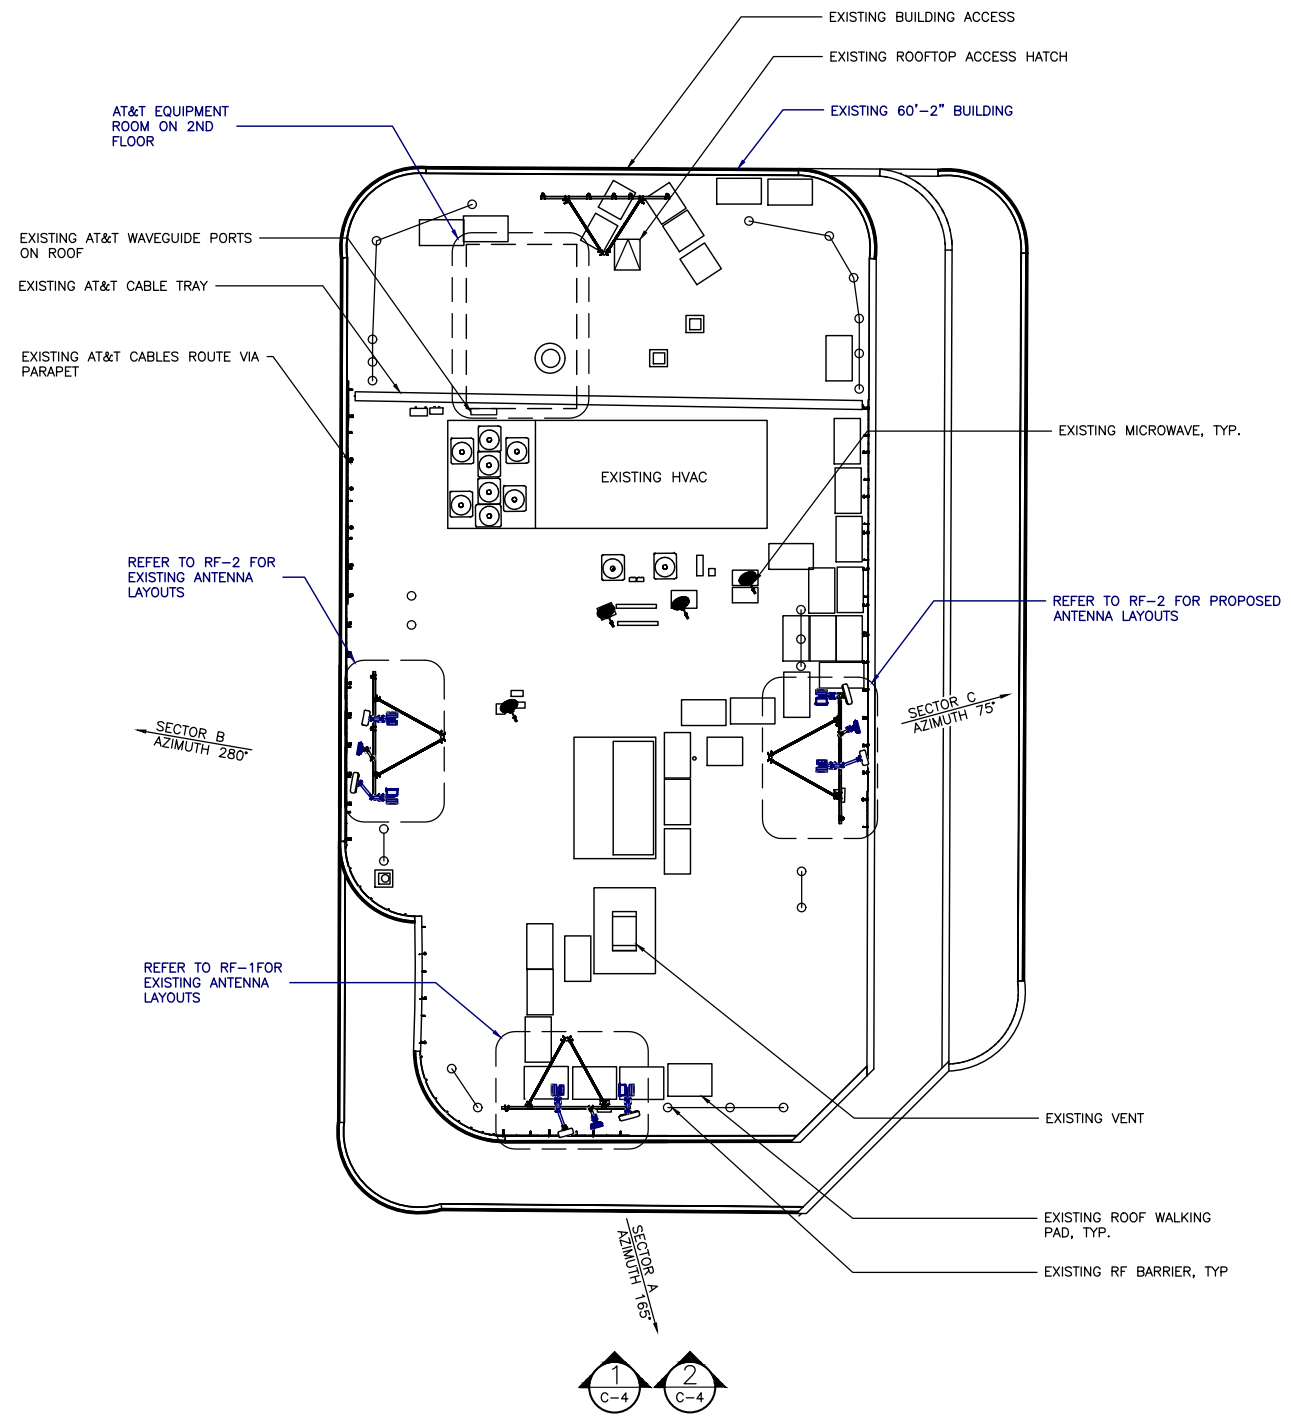 EXISTING BUILDING ACCESS
EXISTING ROOFTOP ACCESS HATCH
AT&T EQUIPMENT
ROOM ON 2ND
FLOOR
EXISTING 60'-2" BUILDING
EXISTING AT&T WAVEGUIDE PORTS
ON ROOF
EXISTING AT&T CABLE TRAY
EXISTING AT&T CABLES ROUTE VIA
PARAPET
EXISTING MICROWAVE, TYP.
EXISTING HVAC
REFER TO RF-2 FOR
EXISTING ANTENNA
LAYOUTS
REFER TO RF-2 FOR PROPOSED
ANTENNA LAYOUTS
SECTOR C
AZIMUTH 75°
SECTOR B
AZIMUTH 280°
REFER TO RF-1FOR
EXISTING ANTENNA
LAYOUTS
EXISTING VENT
EXISTING ROOF WALKING
PAD, TYP.
EXISTING RF BARRIER, TYP
SECTOR A
AZIMUTH 165°
1
C-4
2
C-4